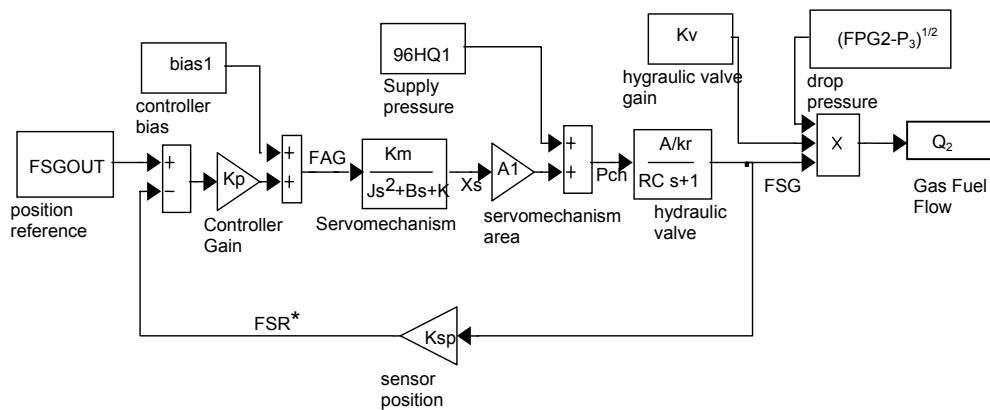 bias1
controller
bias
96HQ1
Supply
pressure
Kv
hygraulic valve
gain
(FPG2-P3)1/2
drop
pressure
FSGOUT
position
reference
+
−
Kp
Controller
Gain
+
+
FAG
Km
Js2+Bs+K
Servomechanism
Xs
A1
servomechanism
area
+
+
Pch
A/kr
RC s+1
hydraulic
valve
FSG
X
Q2
Gas Fuel
Flow
FSR*
Ksp
sensor
position